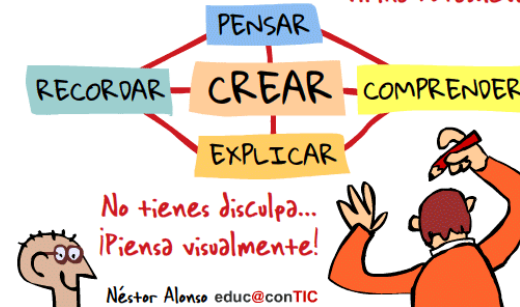 PENSAR
RECORDAR CREAR COMPRENDER
EXPLICAR
No tienes disculpa...
¡Piensa visualmente!
Néstor Alonso educ@conTIC